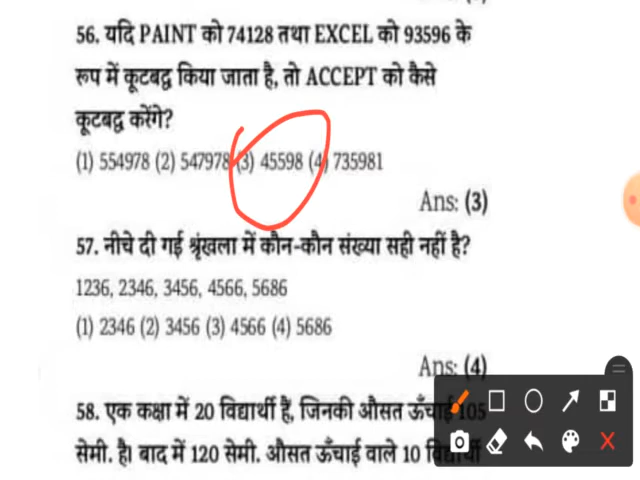 56. यदि PAINT को 74128 तथा EXCEL को 93596 के
रूप में कूटबद्ध किया जाता है, तो ACCEPT को कैसे
कूटबद्ध करेंगे?
(1) 554978 (2) 547978 (3) 45598 (4) 735981
Ans: (3)
57. नीचे दी गई श्रृंखला में कौन-कौन संख्या सही नहीं है?
1236, 2346, 3456, 4566, 5686
(1) 2346 (2) 3456 (3) 4566 (4) 5686
Ans: (4)
58. एक कक्षा में 20 विद्यार्थी हैं, जिनकी औसत ऊँचाई 105
सेमी. है। बाद में 120 सेमी. औसत ऊँचाई वाले 10